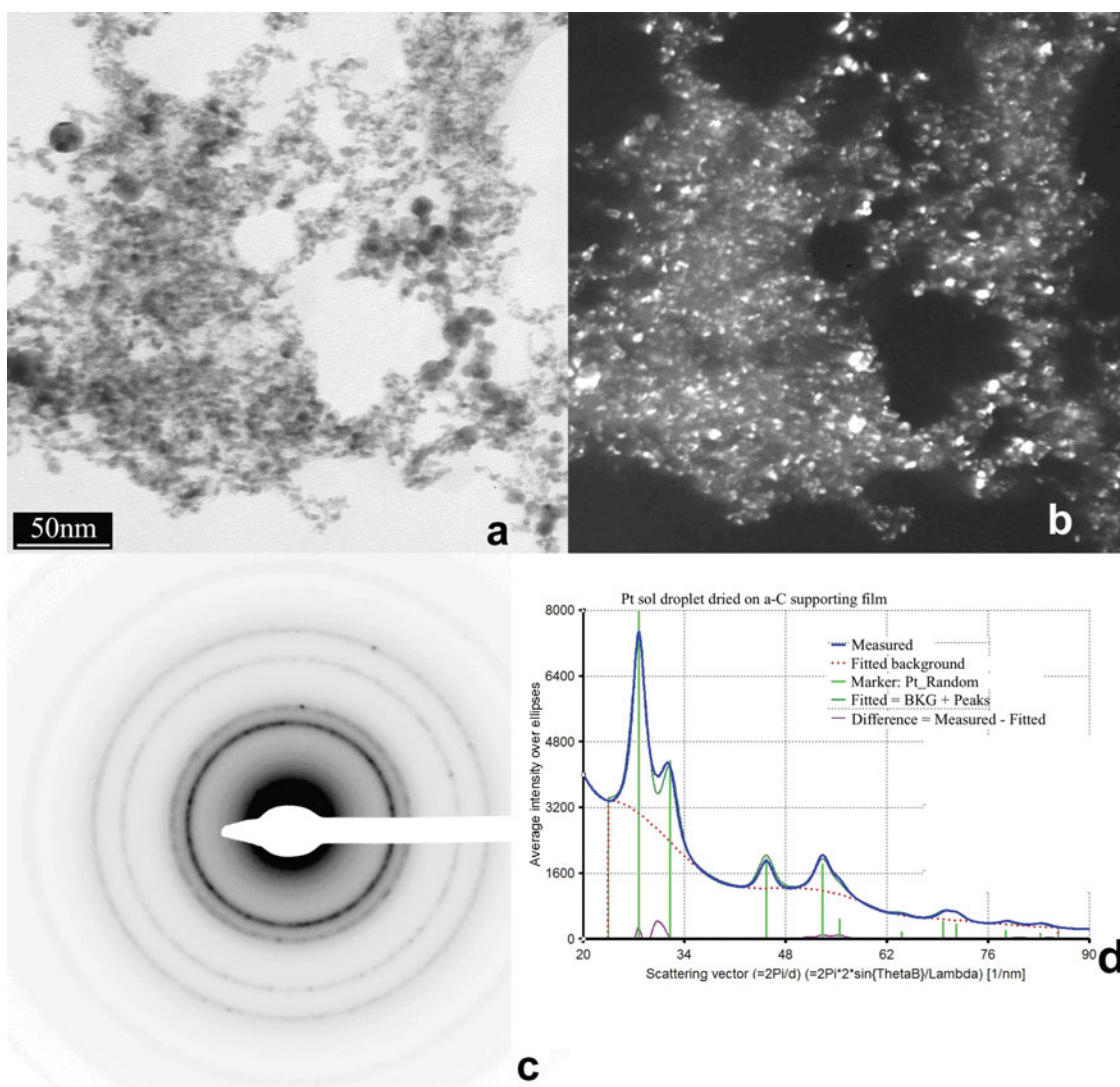 50nm
a
b
c
Pt sol droplet dried on a-C supporting film
Measured
Fitted background
Marker: Pt_Random
Fitted = BKG + Peaks
Difference = Measured - Fitted
Average intensity over ellipses
8000
6400
4800
3200
1600
0
20 34 48 62 76 90
Scattering vector (=2Pi/d) (=2Pi*2*sin{ThetaB}/Lambda) [1/nm]
d